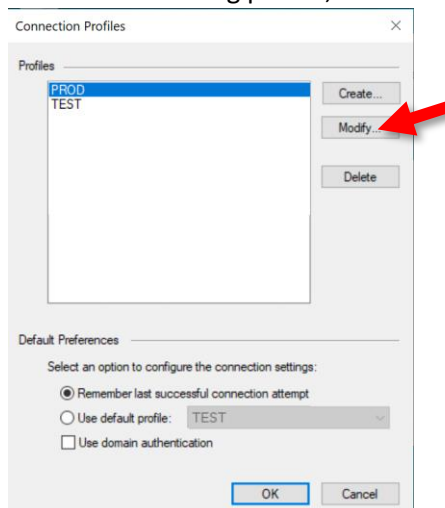 Connection Profiles
Profiles
PROD
TEST
Create...
Modify...
Delete
Default Preferences
Select an option to configure the connection settings:
Remember last successful connection attempt
Use default profile: TEST
Use domain authentication
OK Cancel